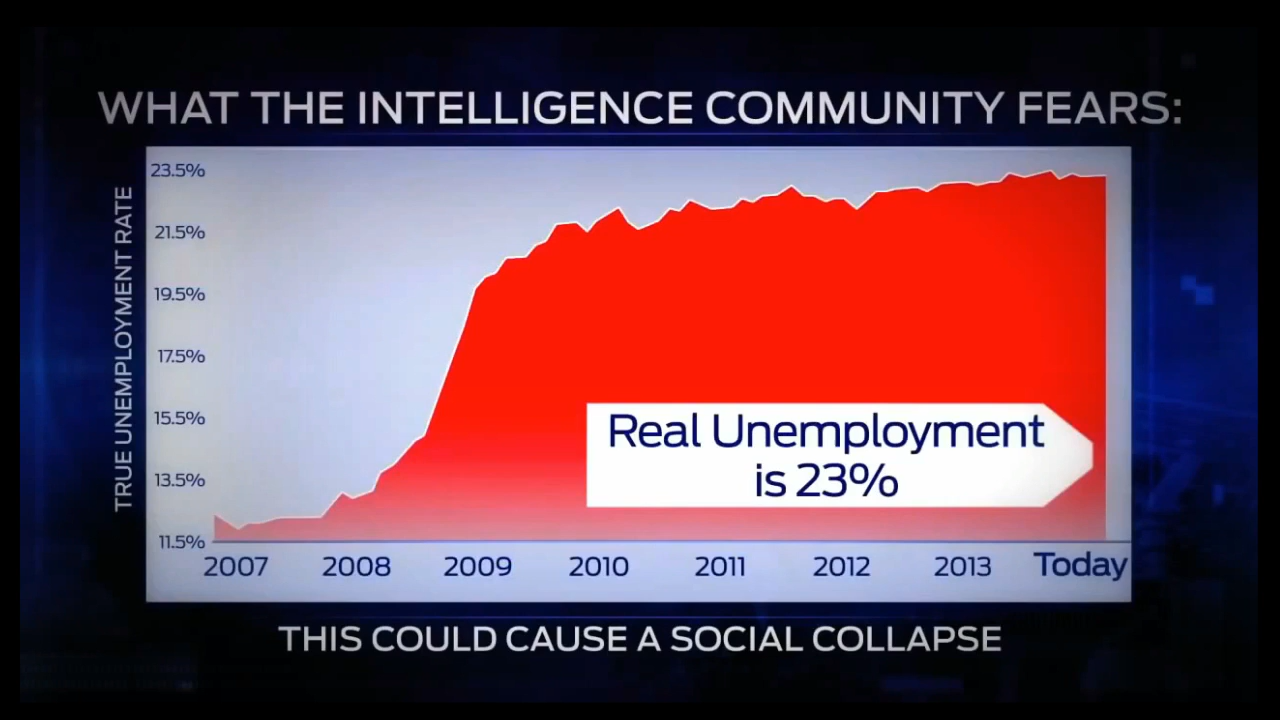 WHAT THE INTELLIGENCE COMMUNITY FEARS:
TRUE UNEMPLOYMENT RATE
23.5%
21.5%
19.5%
17.5%
15.5%
13.5%
11.5%
Real Unemployment
is 23%
2007 2008 2009 2010 2011 2012 2013 Today
THIS COULD CAUSE A SOCIAL COLLAPSE